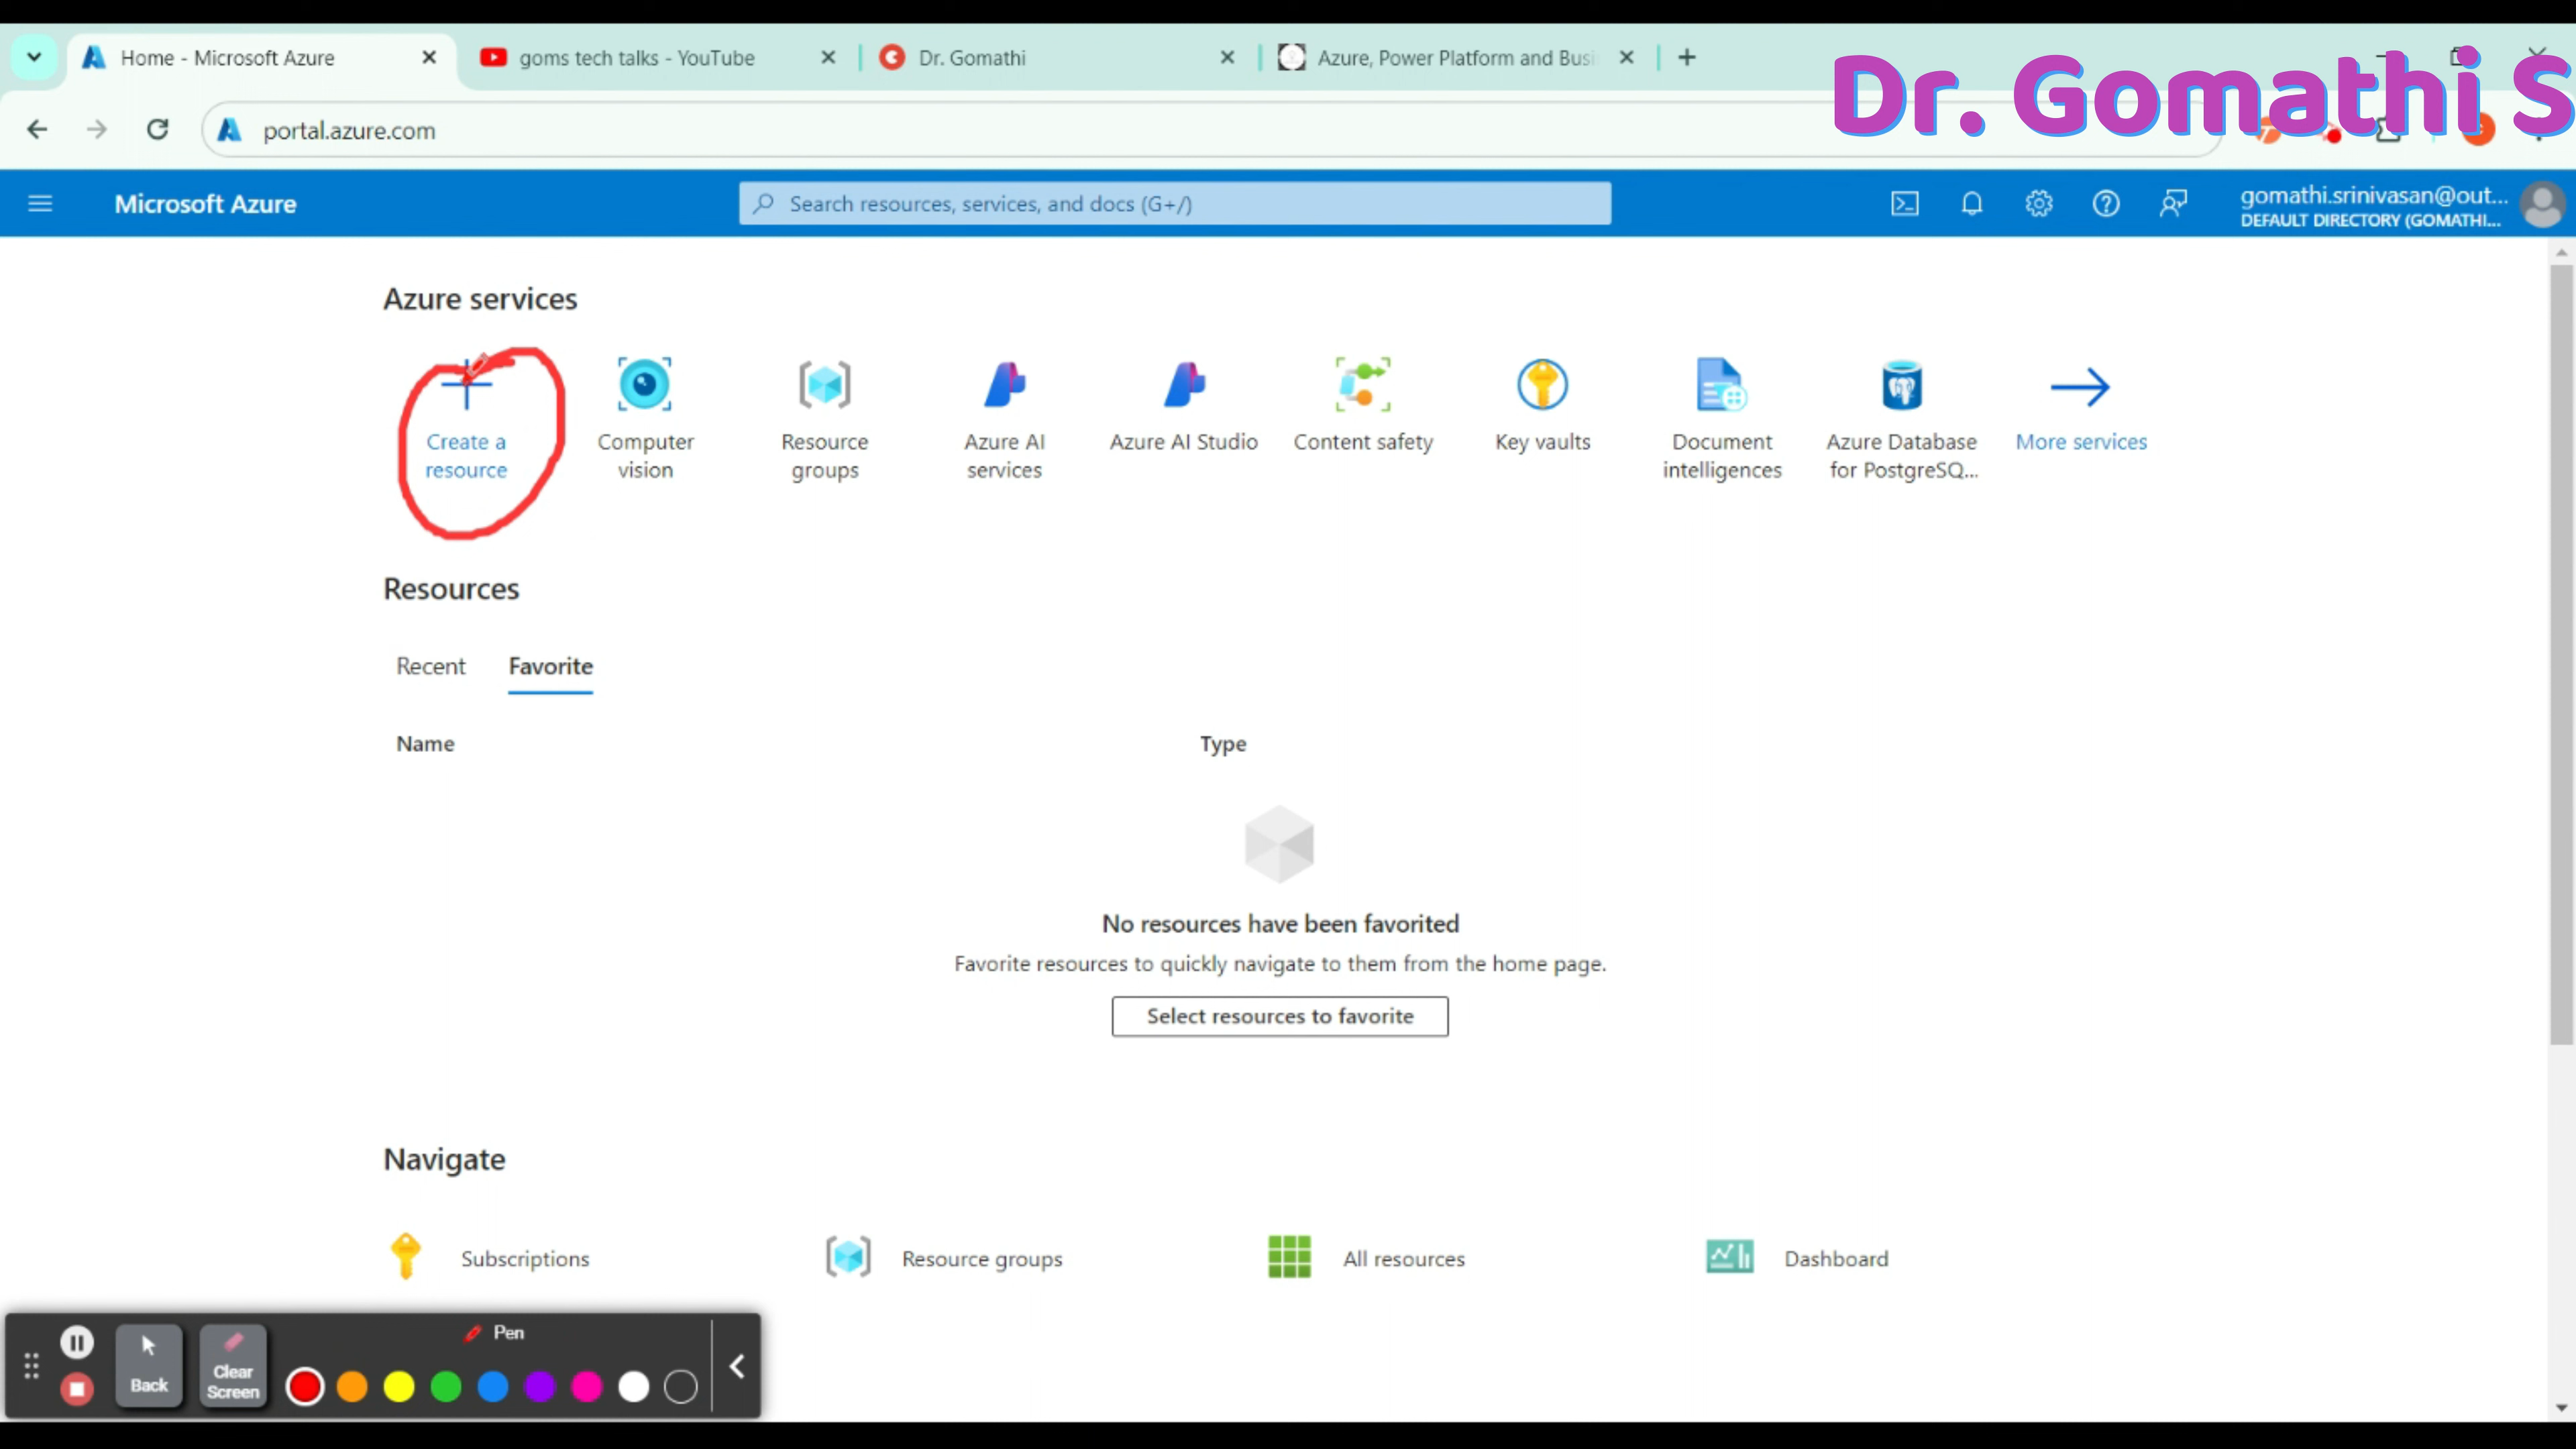 Home - Microsoft Azure
goms tech talks - YouTube
Dr. Gomathi
Azure, Power Platform and Busi
Dr. Gomathi S
portal.azure.com
Microsoft Azure
Search resources, services, and docs (G+/)
gomathi.srinivasan@out...
DEFAULT DIRECTORY (GOMATHI...
Azure services
Create a
resource
Computer
vision
Resource
groups
Azure AI
services
Azure AI Studio
Content safety
Key vaults
Document
intelligences
Azure Database
for PostgreSQ...
More services
Resources
Recent
Favorite
Name
Type
No resources have been favorited
Favorite resources to quickly navigate to them from the home page.
Select resources to favorite
Navigate
Subscriptions
Resource groups
All resources
Dashboard
Pen
Back
Clear
Screen